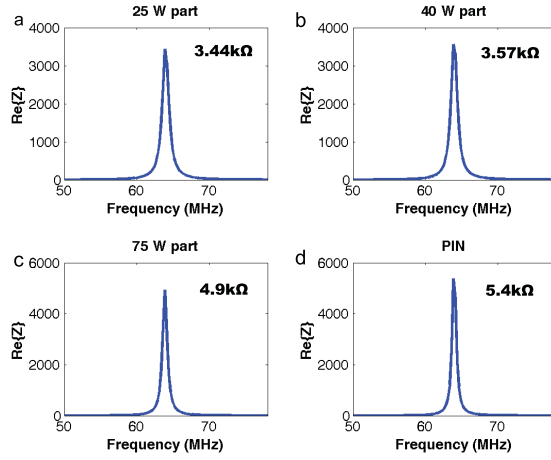 a
25 W part
4000
3000
2000
1000
0
Re{Z}
3.44kΩ
50
60
70
Frequency (MHz)
b
40 W part
4000
3000
2000
1000
0
Re{Z}
3.57kΩ
50
60
70
Frequency (MHz)
c
75 W part
6000
4000
2000
0
Re{Z}
4.9kΩ
50
60
70
Frequency (MHz)
d
PIN
6000
4000
2000
0
Re{Z}
5.4kΩ
50
60
70
Frequency (MHz)